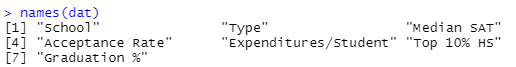 > names(dat)
[1] "School" "Type" "Median SAT"
[4] "Acceptance Rate" "Expenditures/Student" "Top 10% HS"
[7] "Graduation %"